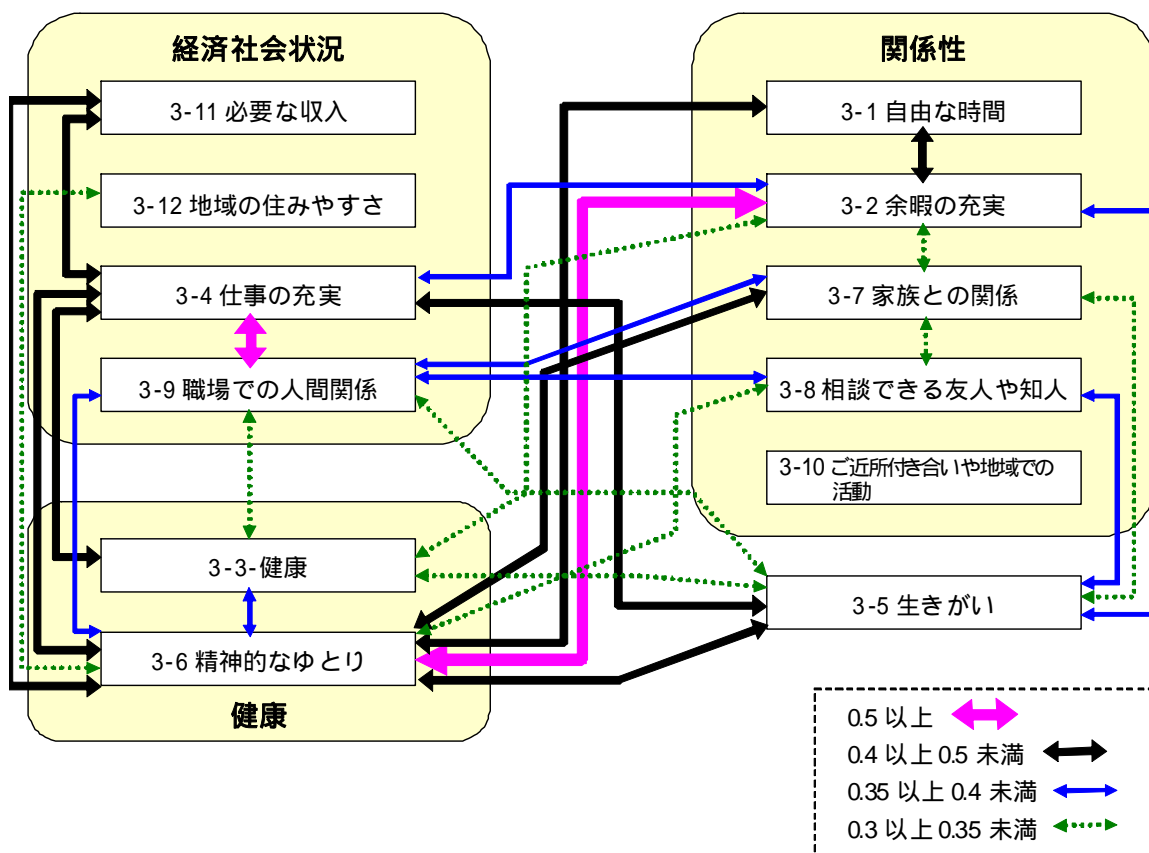 経済社会状況
3-11 必要な収入
3-12 地域の住みやすさ
3-4 仕事の充実
3-9 職場での人間関係
3-3-健康
3-6 精神的なゆとり
健康
関係性
3-1 自由な時間
3-2 余暇の充実
3-7 家族との関係
3-8 相談できる友人や知人
3-10 ご近所付き合いや地域での
活動
3-5 生きがい
0.5 以上
0.4 以上 0.5 未満
0.35 以上 0.4 未満
0.3 以上 0.35 未満